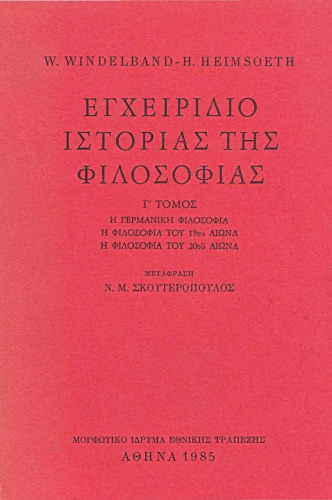 W. WINDELBAND-H. HEIMSOETH
ΕΓΧΕΙΡΙΔΙΟ
ΙΣΤΟΡΙΑΣ ΤΗΣ
ΦΙΛΟΣΟΦΙΑΣ
Γ' ΤΟΜΟΣ
Η ΓΕΡΜΑΝΙΚΗ ΦΙΛΟΣΟΦΙΑ
Η ΦΙΛΟΣΟΦΙΑ ΤΟΥ 19ου ΑΙΩΝΑ
Η ΦΙΛΟΣΟΦΙΑ ΤΟΥ 20οῦ ΑΙΩΝΑ
ΜΕΤΑΦΡΑΣΗ
Ν. Μ. ΣΚΟΥΤΕΡΟΠΟΥΛΟΣ
ΜΟΡΦΩΤΙΚΟ ΙΔΡΥΜΑ ΕΘΝΙΚΗΣ ΤΡΑΠΕΖΗΣ
ΑΘΗΝΑ 1985